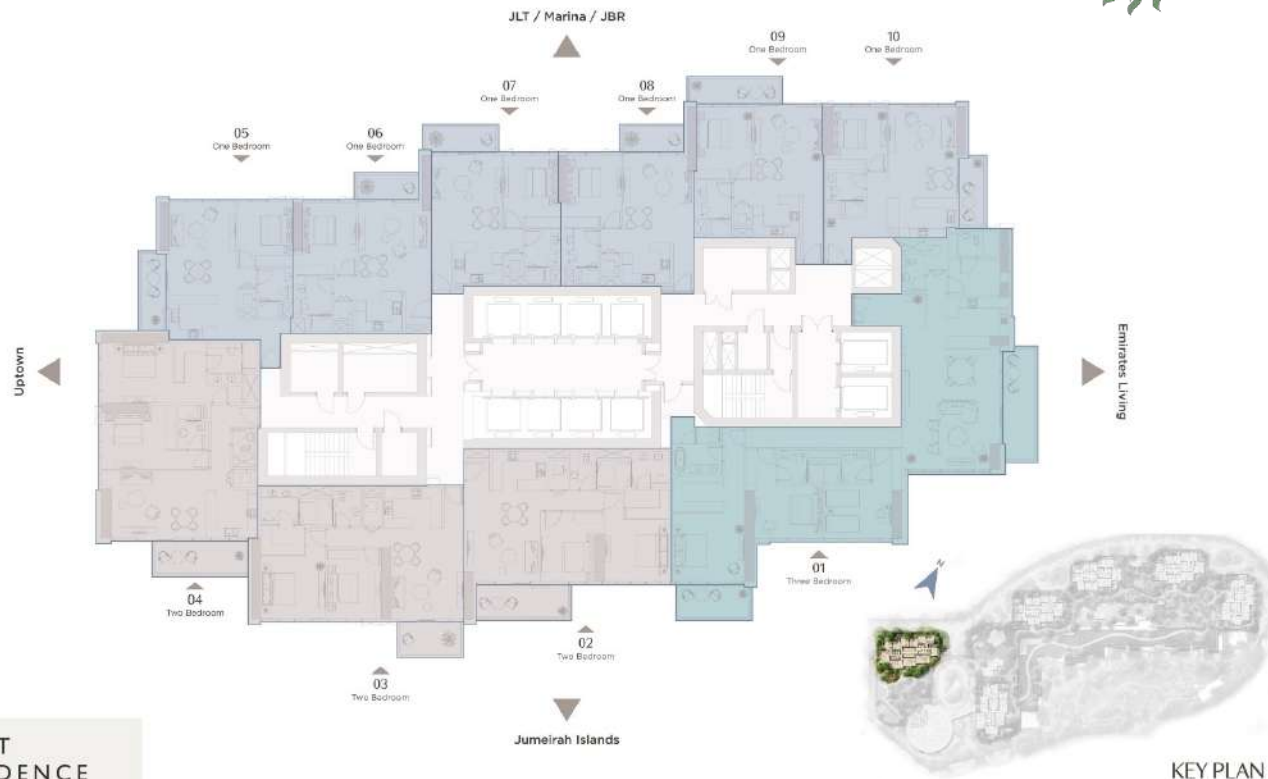 JLT / Marina / JBR
09
One Bedroom
10
One Bedroom
07
One Bedroom
08
One Bedroom
05
One Bedroom
06
One Bedroom
Uptown
Emirates Living
01
Three Bedroom
N
04
Two Bedroom
02
Two Bedroom
03
Two Bedroom
Jumeirah Islands
T
DENCE
KEY PLAN